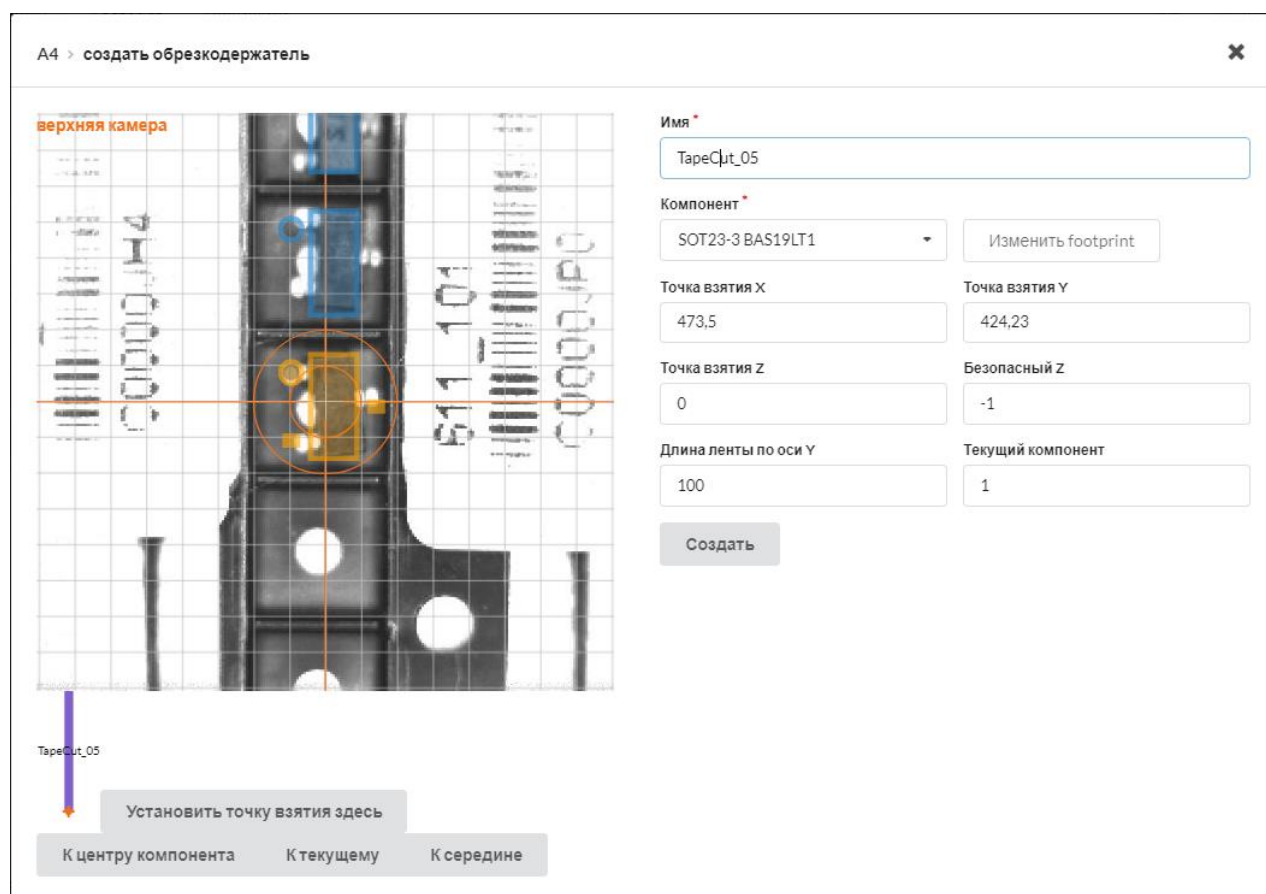 A4 > создать обрезкодержатель
верхняя камера
Имя *
TapeCut_05
Компонент *
SOT23-3 BAS19LT1
Изменить footprint
Точка взятия X
Точка взятия Y
473,5
424,23
Точка взятия Z
Безопасный Z
0
-1
Длина ленты по оси Y
Текущий компонент
100
1
Создать
TapeCut_05
Установить точку взятия здесь
К центру компонента
К текущему
К середине